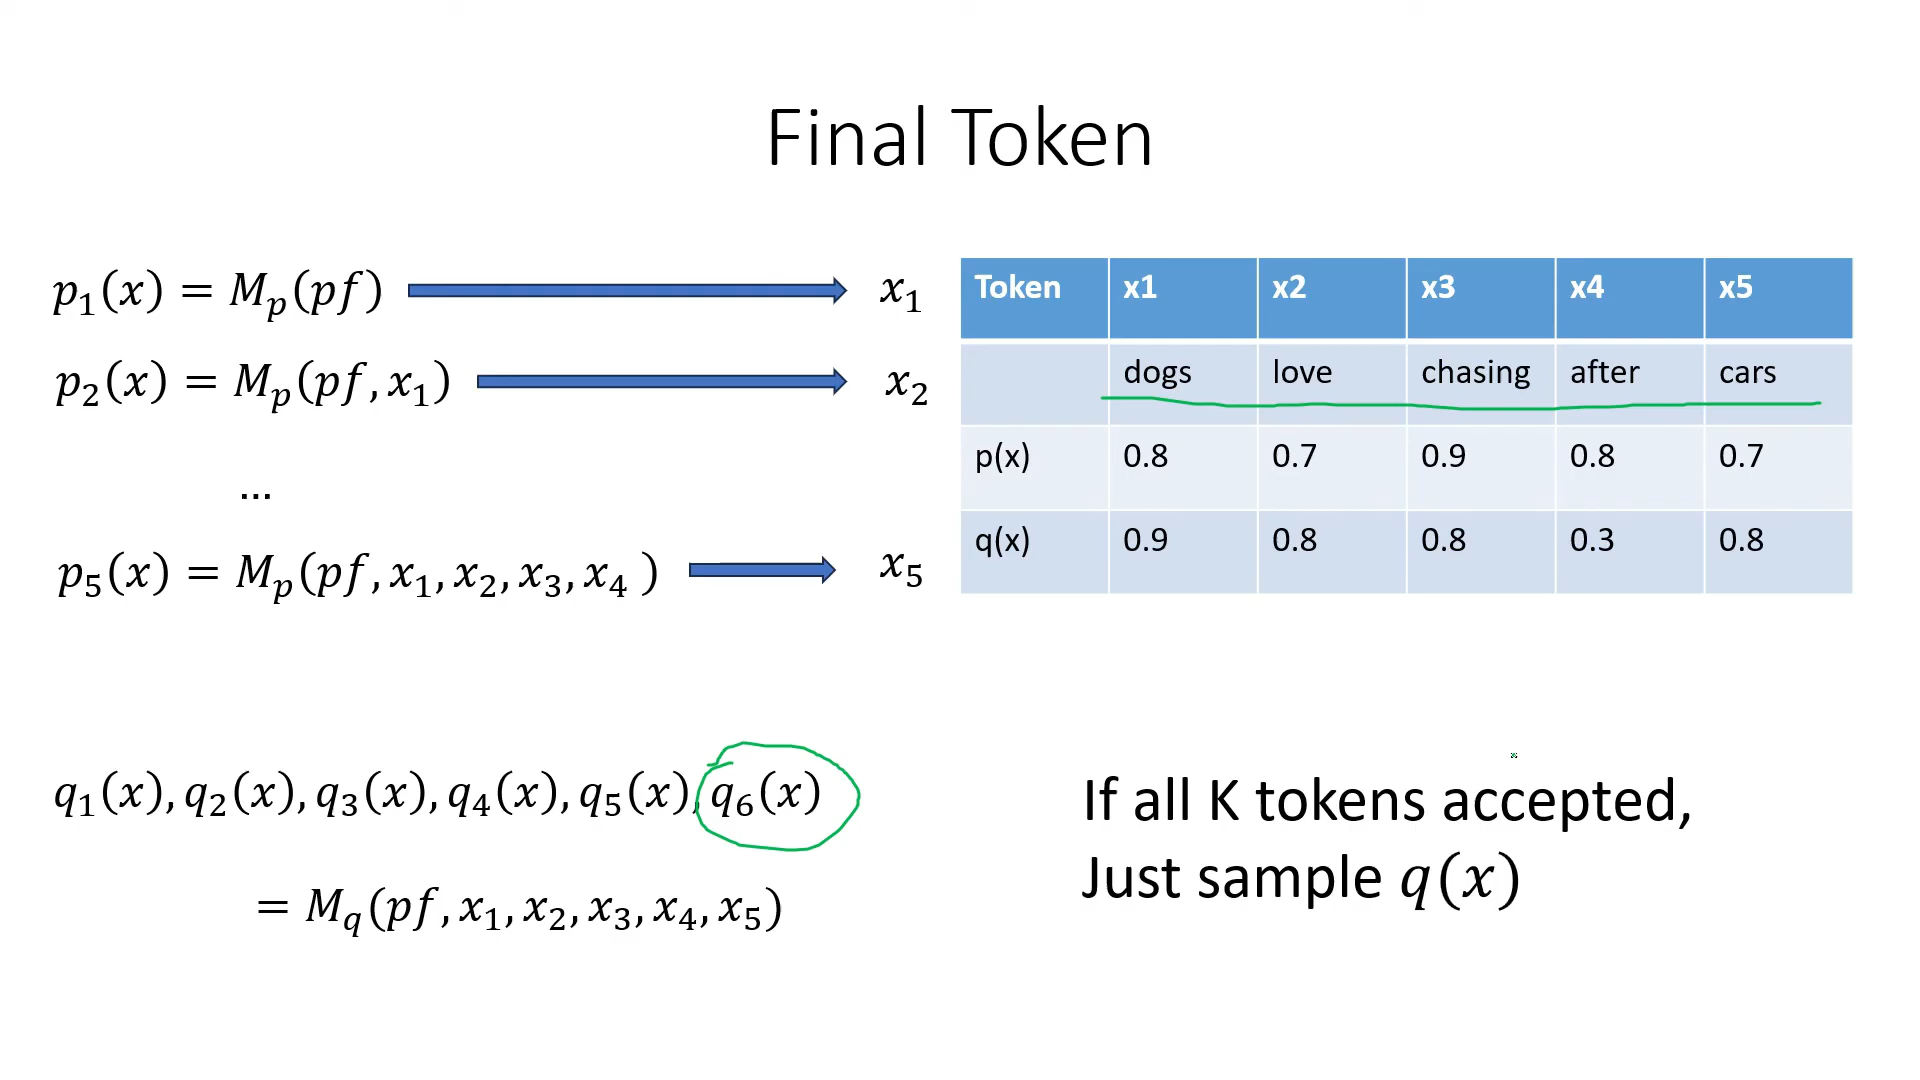 Final Token
p₁(x) = Mₚ(pf) x₁
p₂(x) = Mₚ(pf, x₁) x₂
...
p₅(x) = Mₚ(pf, x₁, x₂, x₃, x₄ ) x₅
Token x1 x2 x3 x4 x5
dogs love chasing after cars
p(x) 0.8 0.7 0.9 0.8 0.7
q(x) 0.9 0.8 0.8 0.3 0.8
q₁(x), q₂(x), q₃(x), q₄(x), q₅(x), q₆(x)
= M_q(pf, x₁, x₂, x₃, x₄, x₅)
If all K tokens accepted,
Just sample q(x)